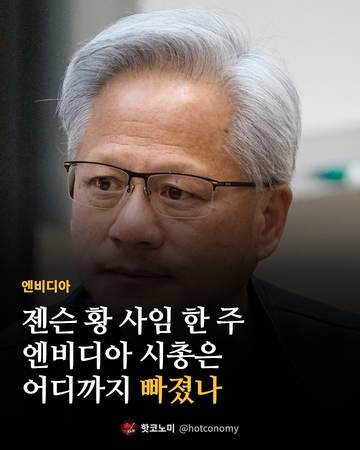 엔비디아
젠슨 황 사임 한 주
엔비디아 시총은
어디까지 빠졌나
핫코노미 @hotconomy